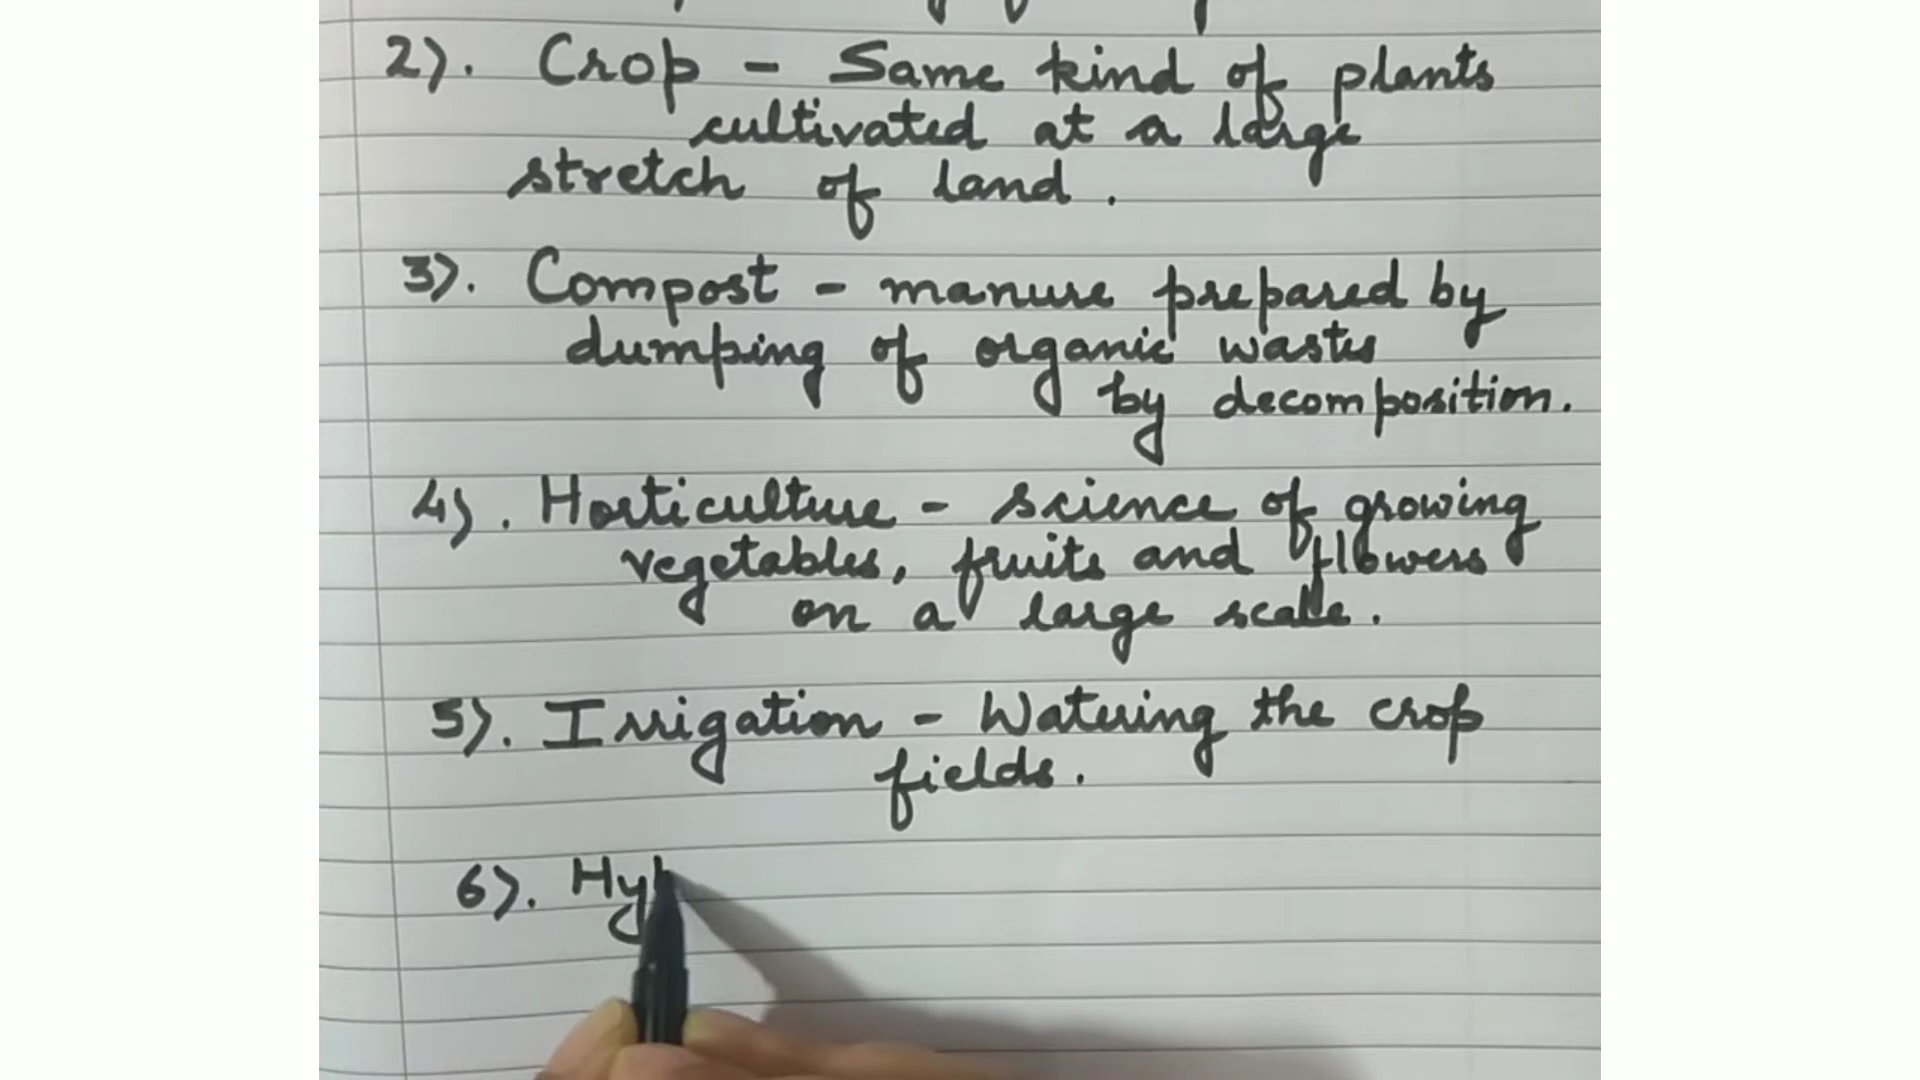 2). Crop - Same kind of plants
cultivated at a large
stretch of land.
3). Compost - manure prepared by
dumping of organic wastes
by decomposition.
4). Horticulture - science of growing
vegetables, fruits and flowers
on a large scale.
5). Irrigation - Watering the crop
fields.
6). Hy